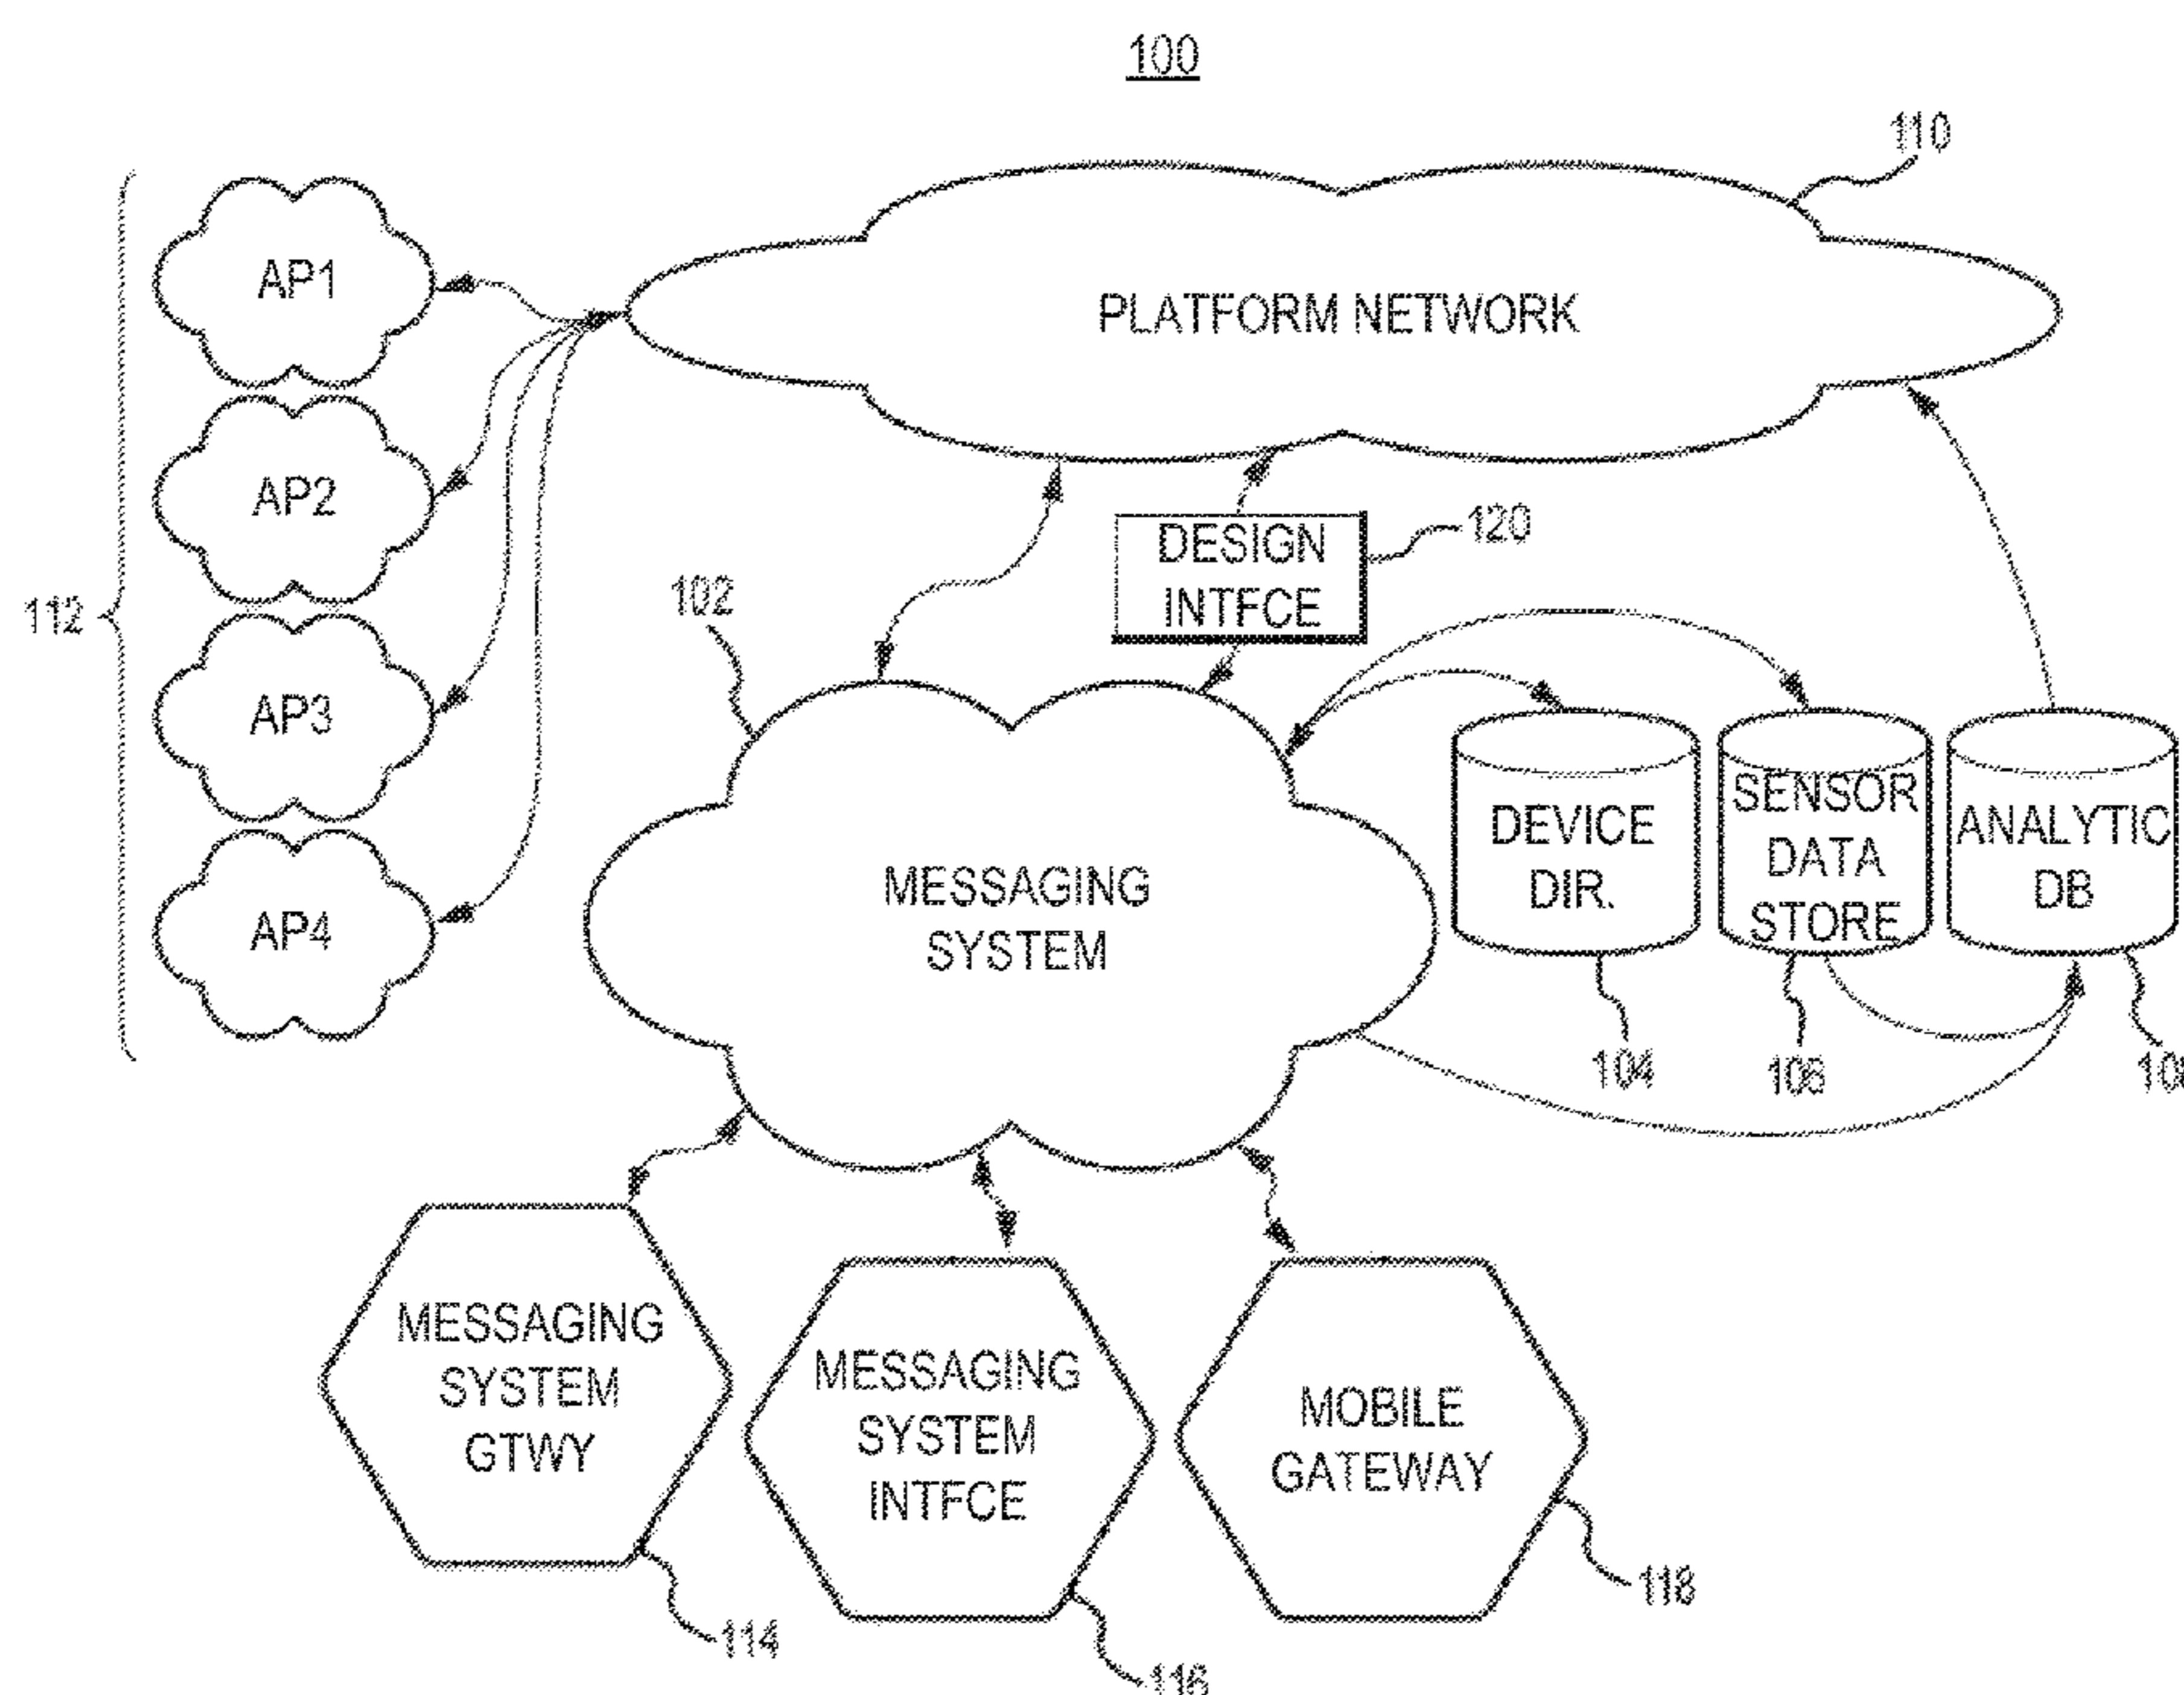 100
110
AP1
PLATFORM NETWORK
AP2
DESIGN
INTFCE
120
102
112
AP3
SENSOR
DATA
STORE
DEVICE
DIR.
ANALYTIC
DB
MESSAGING
SYSTEM
AP4
104
106
MESSAGING
SYSTEM
GTWY
MESSAGING
SYSTEM
INTFCE
MOBILE
GATEWAY
118
114
116